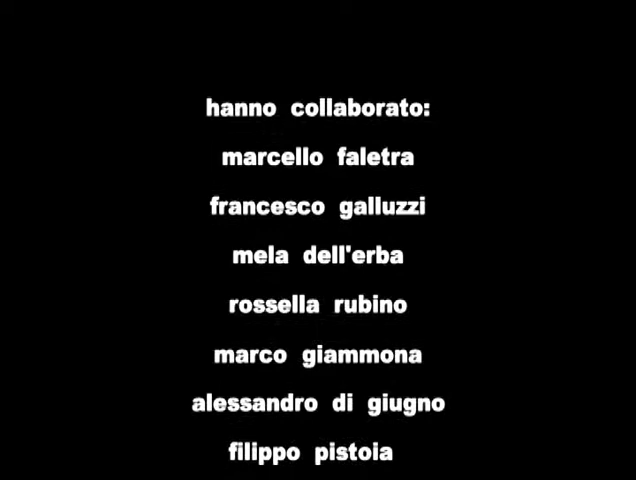 hanno collaborato:
marcello faletra
francesco galluzzi
mela dell'erba
rossella rubino
marco giammona
alessandro di giugno
filippo pistoia